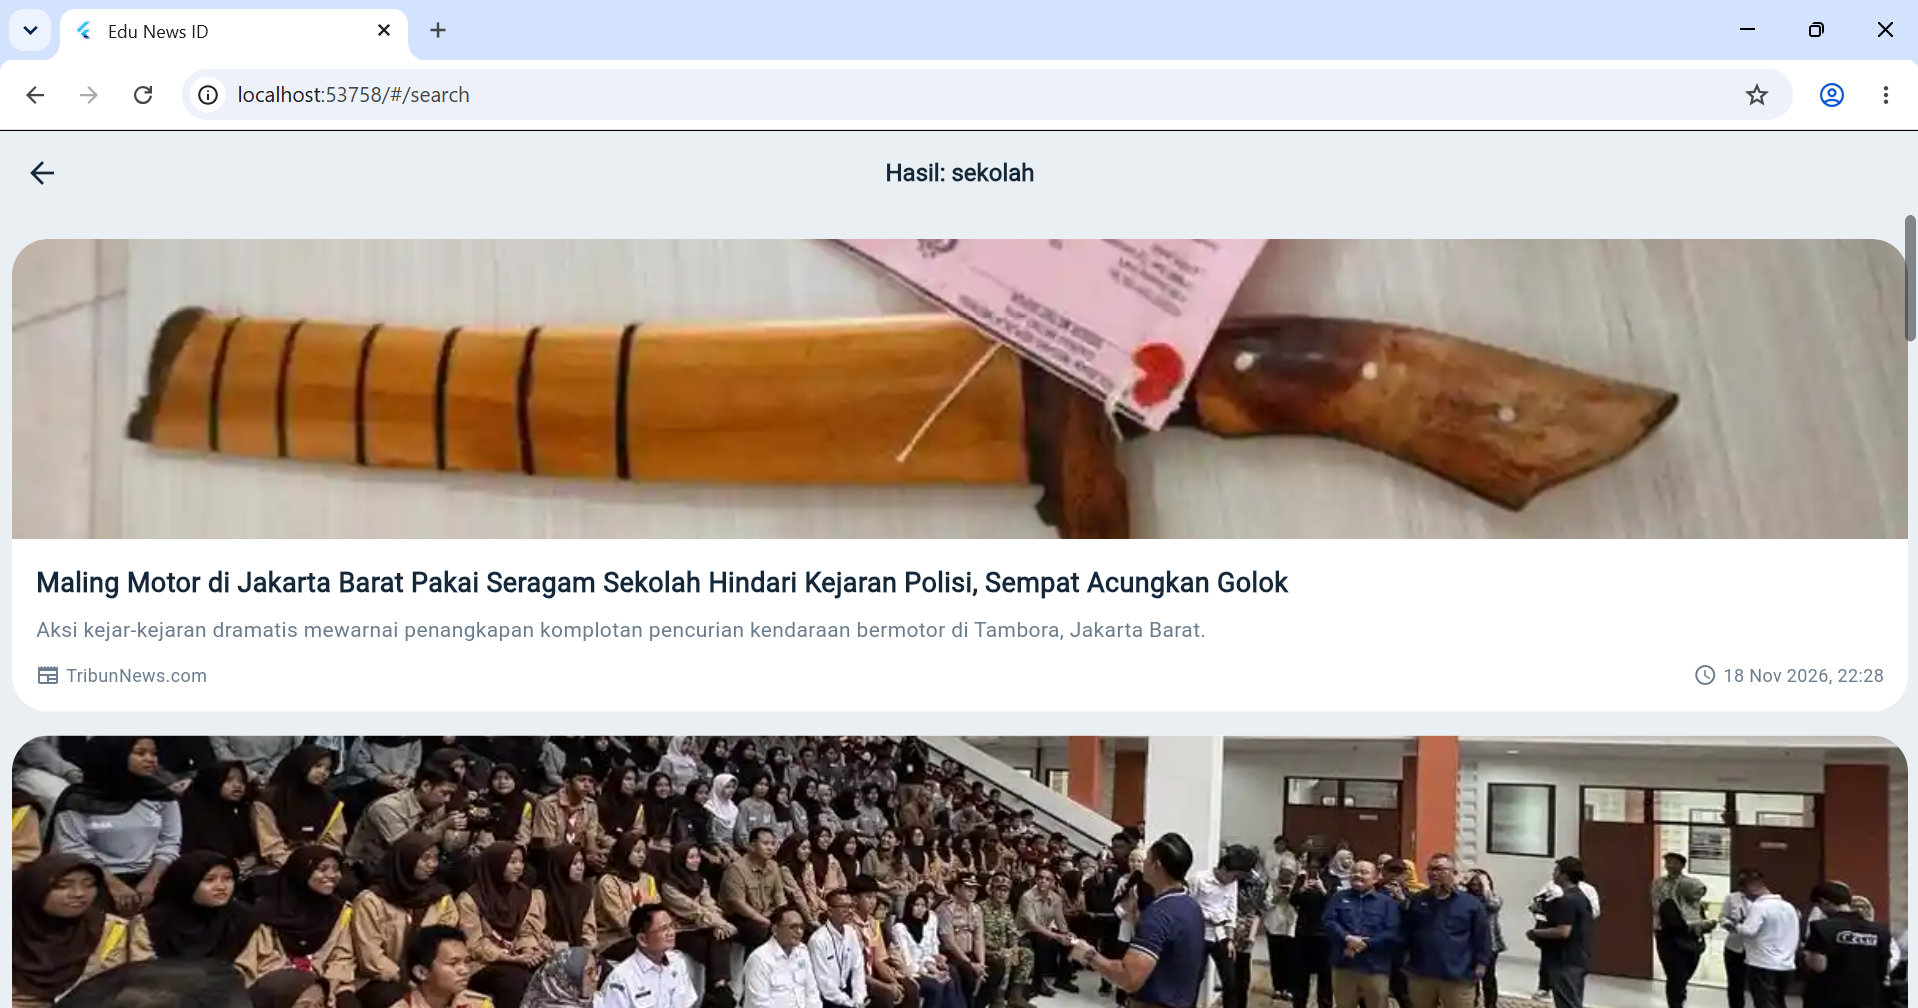 Edu News ID
localhost:53758/#/search
Hasil: sekolah
Maling Motor di Jakarta Barat Pakai Seragam Sekolah Hindari Kejaran Polisi, Sempat Acungkan Golok
Aksi kejar-kejaran dramatis mewarnai penangkapan komplotan pencurian kendaraan bermotor di Tambora, Jakarta Barat.
TribunNews.com
18 Nov 2026, 22:28